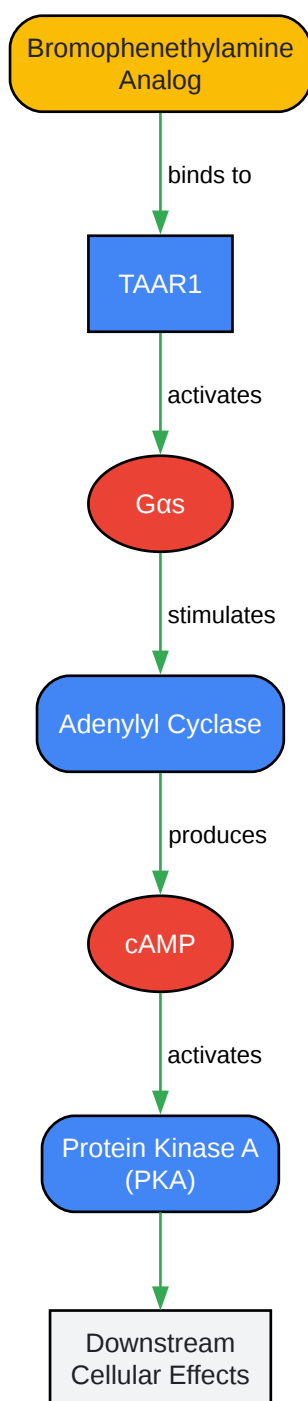 Bromophenethylamine
Analog
binds to
TAAR1
activates
Gαs
stimulates
Adenylyl Cyclase
produces
cAMP
activates
Protein Kinase A
(PKA)
Downstream
Cellular Effects